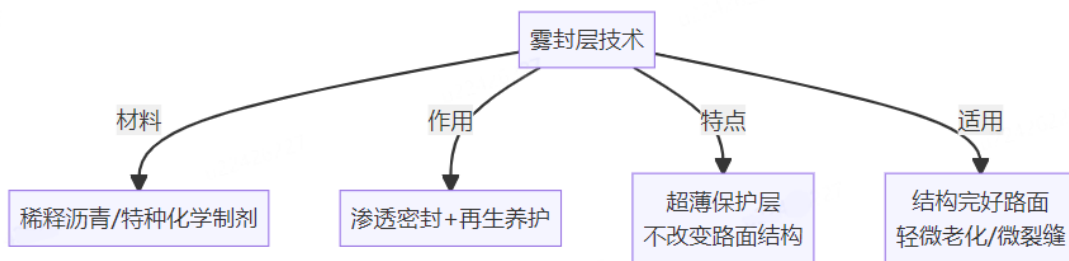 雾封层技术
材料
作用
特点
适用
稀释沥青/特种化学制剂
渗透密封+再生养护
超薄保护层
不改变路面结构
结构完好路面
轻微老化/微裂缝